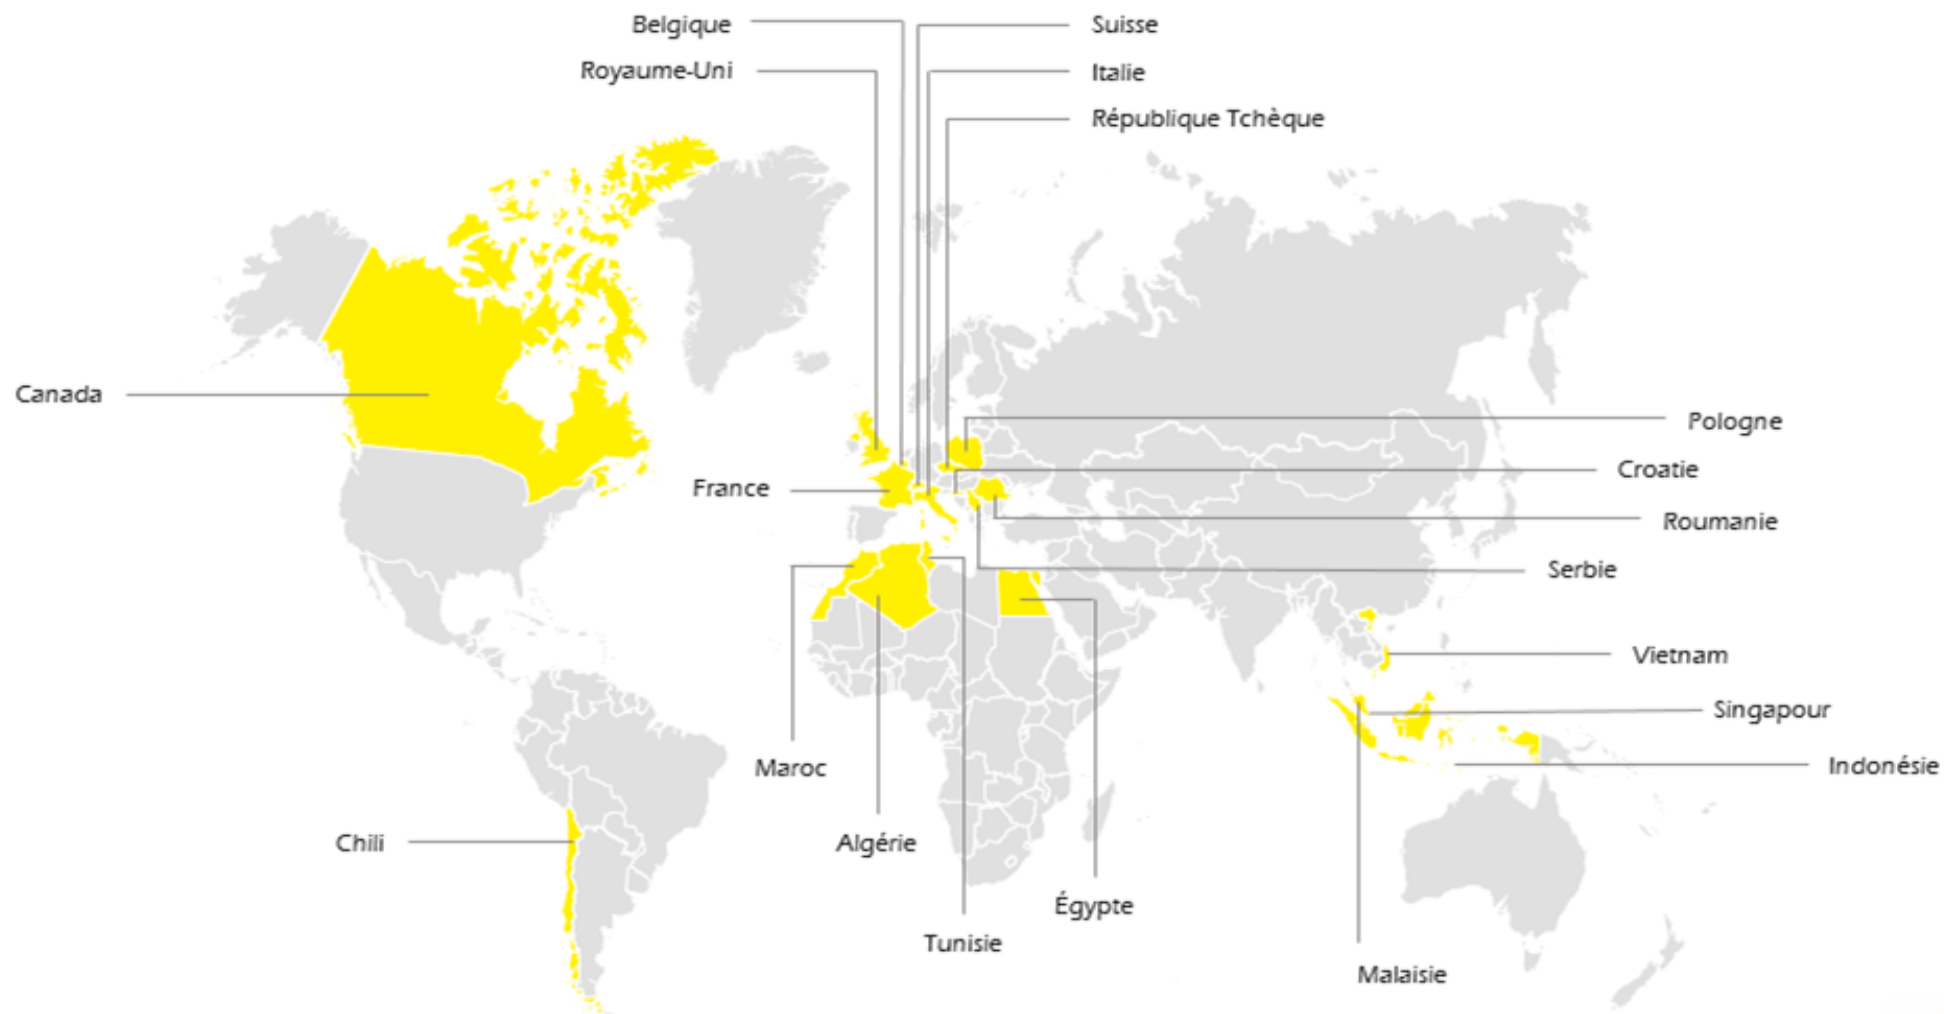 Belgique
Suisse
Royaume-Uni
Italie
République Tchèque
Canada
Pologne
Croatie
France
Roumanie
Serbie
Vietnam
Singapour
Maroc
Indonésie
Chili
Algérie
Égypte
Tunisie
Malaisie